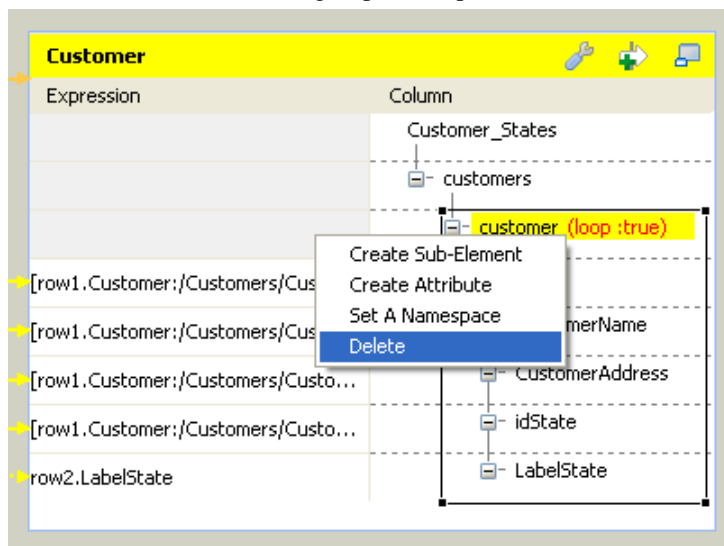 Customer
Expression Column
Customer_States
customers
customer (loop :true)
Create Sub-Element
[row1.Customer:/Customers/Cus
Create Attribute
Set A Namespace
[row1.Customer:/Customers/Cus
merName
Delete
[row1.Customer:/Customers/Custo... CustomerAddress
[row1.Customer:/Customers/Custo... idState
row2.LabelState LabelState